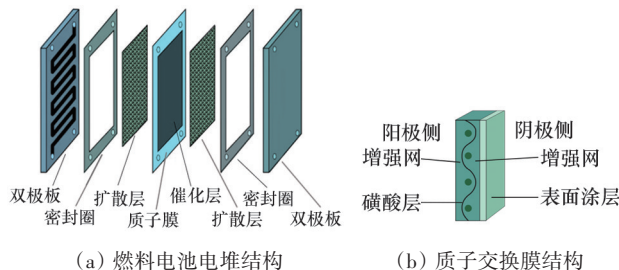 双极板
密封圈
扩散层
质子膜
催化层
扩散层
密封圈
双极板
(a) 燃料电池电堆结构
阳极侧
阴极侧
增强网
增强网
磺酸层
表面涂层
(b) 质子交换膜结构